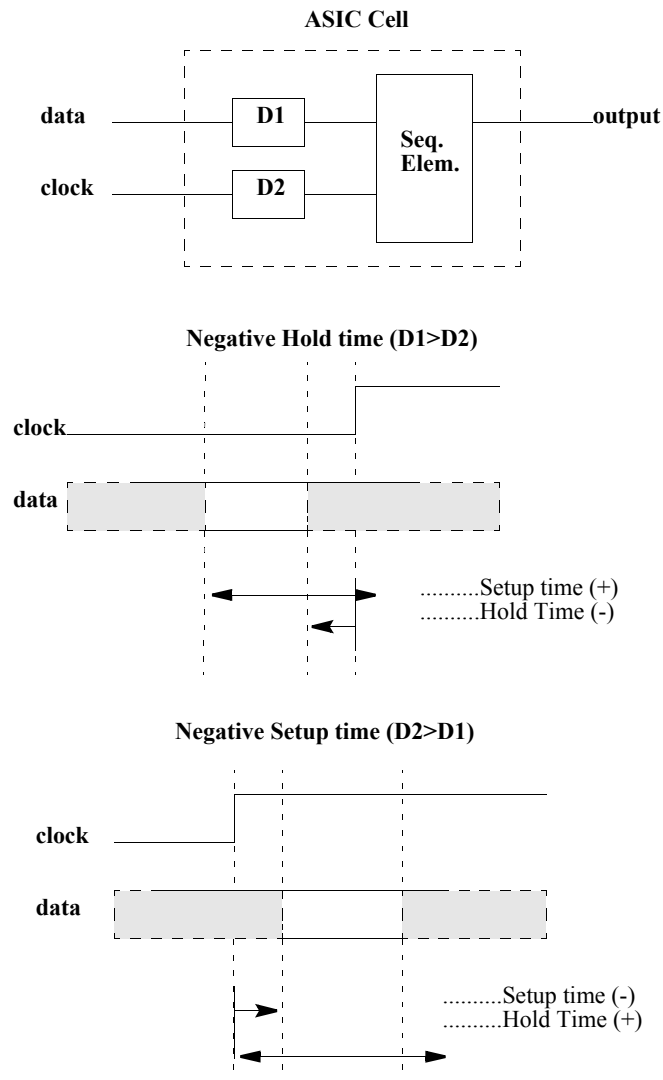 ASIC Cell
data
D1
Seq.
Elem.
output
clock
D2
Negative Hold time (D1>D2)
clock
data
..........Setup time (+)
..........Hold Time (-)
Negative Setup time (D2>D1)
clock
data
..........Setup time (-)
..........Hold Time (+)